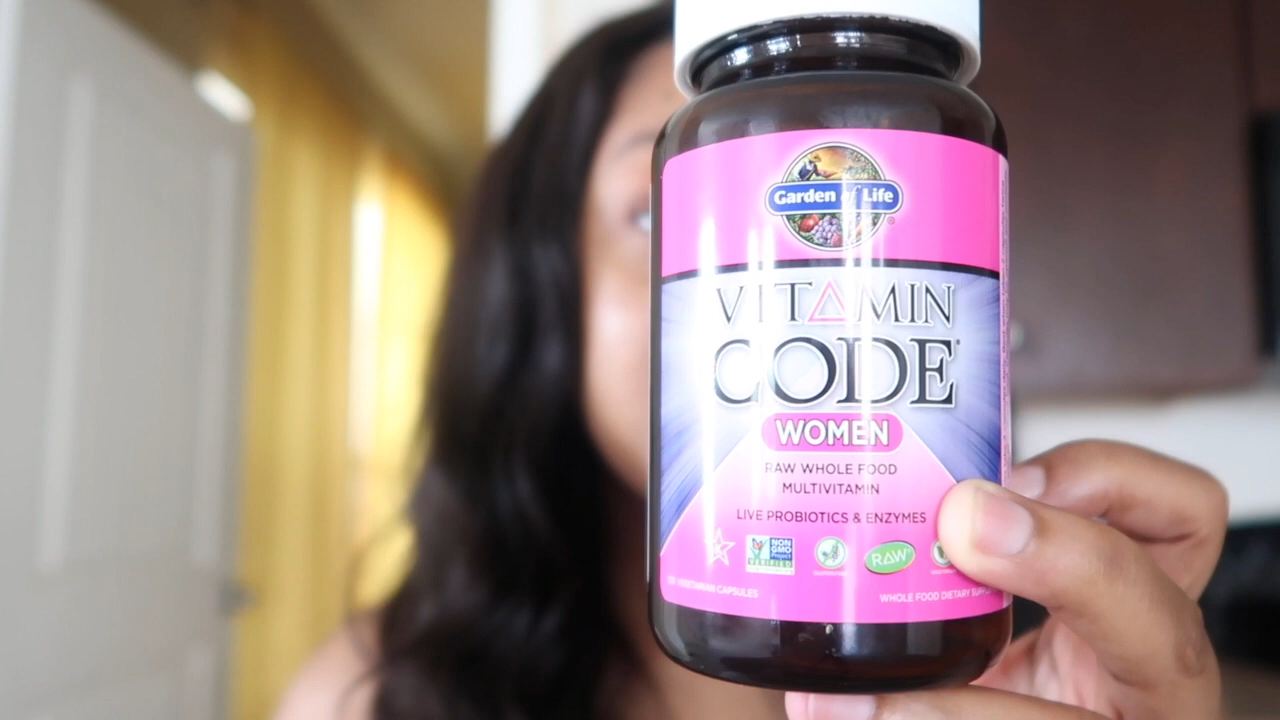 Garden of Life®
VITAMIN
CODE®
WOMEN
RAW WHOLE FOOD
MULTIVITAMIN
LIVE PROBIOTICS & ENZYMES
NON
GMO
Project
VERIFIED
RAW
VEGETARIAN CAPSULES
WHOLE FOOD DIETARY